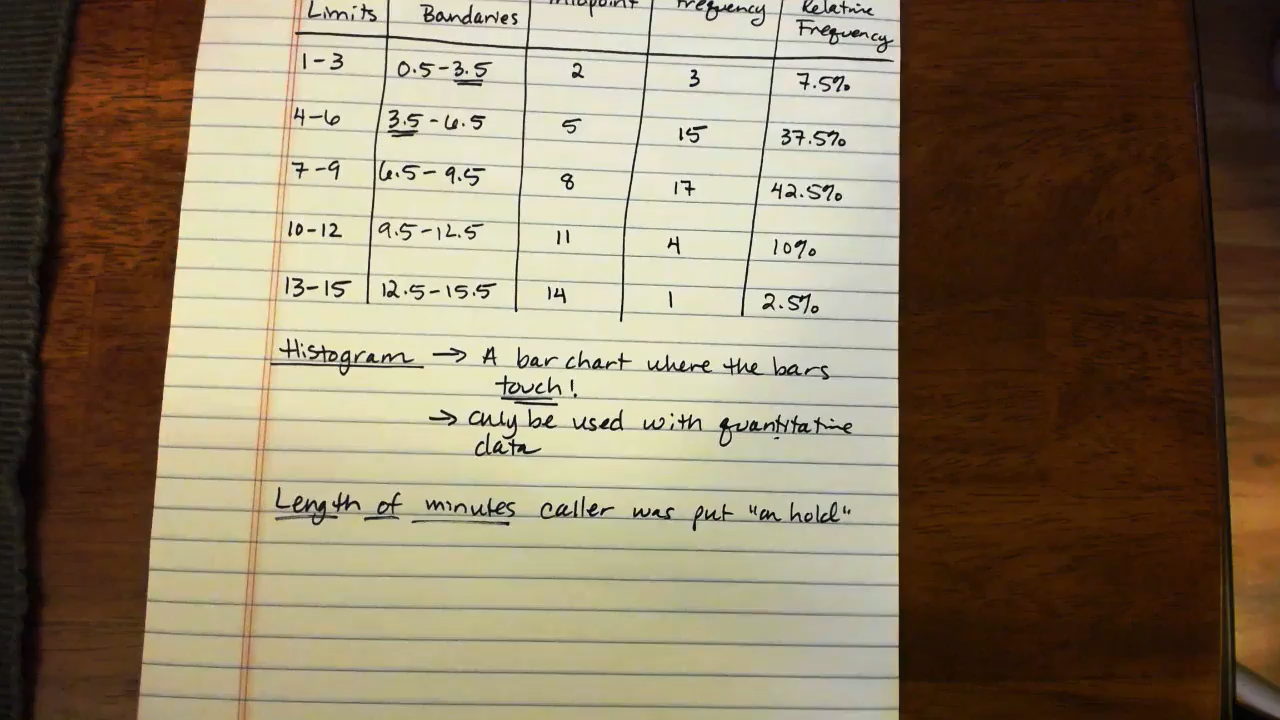 Limits Bandaries Midpoint Frequency Relative Frequency
1-3 0.5-3.5 2 3 7.5%
4-6 3.5-6.5 5 15 37.5%
7-9 6.5-9.5 8 17 42.5%
10-12 9.5-12.5 11 4 10%
13-15 12.5-15.5 14 1 2.5%
Histogram → A bar chart where the bars
touch!
→ only be used with quantitative
data
Length of minutes caller was put "on hold"